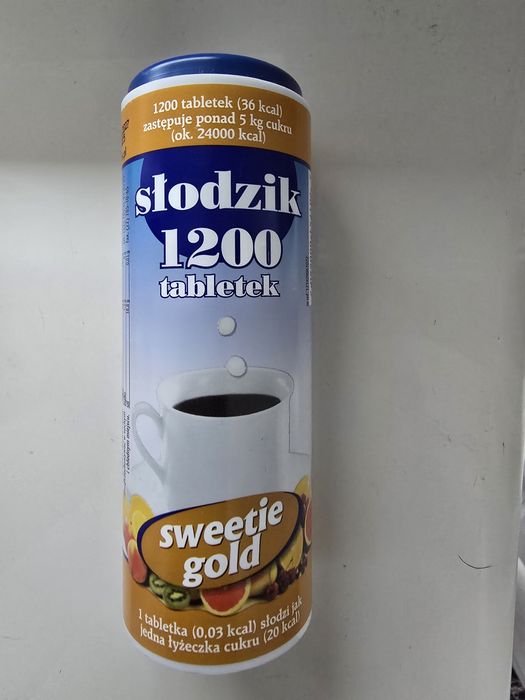 1200 tabletek (36 kcal)
zastępuje ponad 5 kg cukru
(ok. 24000 kcal)
słodzik
1200
tabletek
sweetie
gold
1 tabletka (0,03 kcal) słodzi jak
jedna łyżeczka cukru (20 kcal)